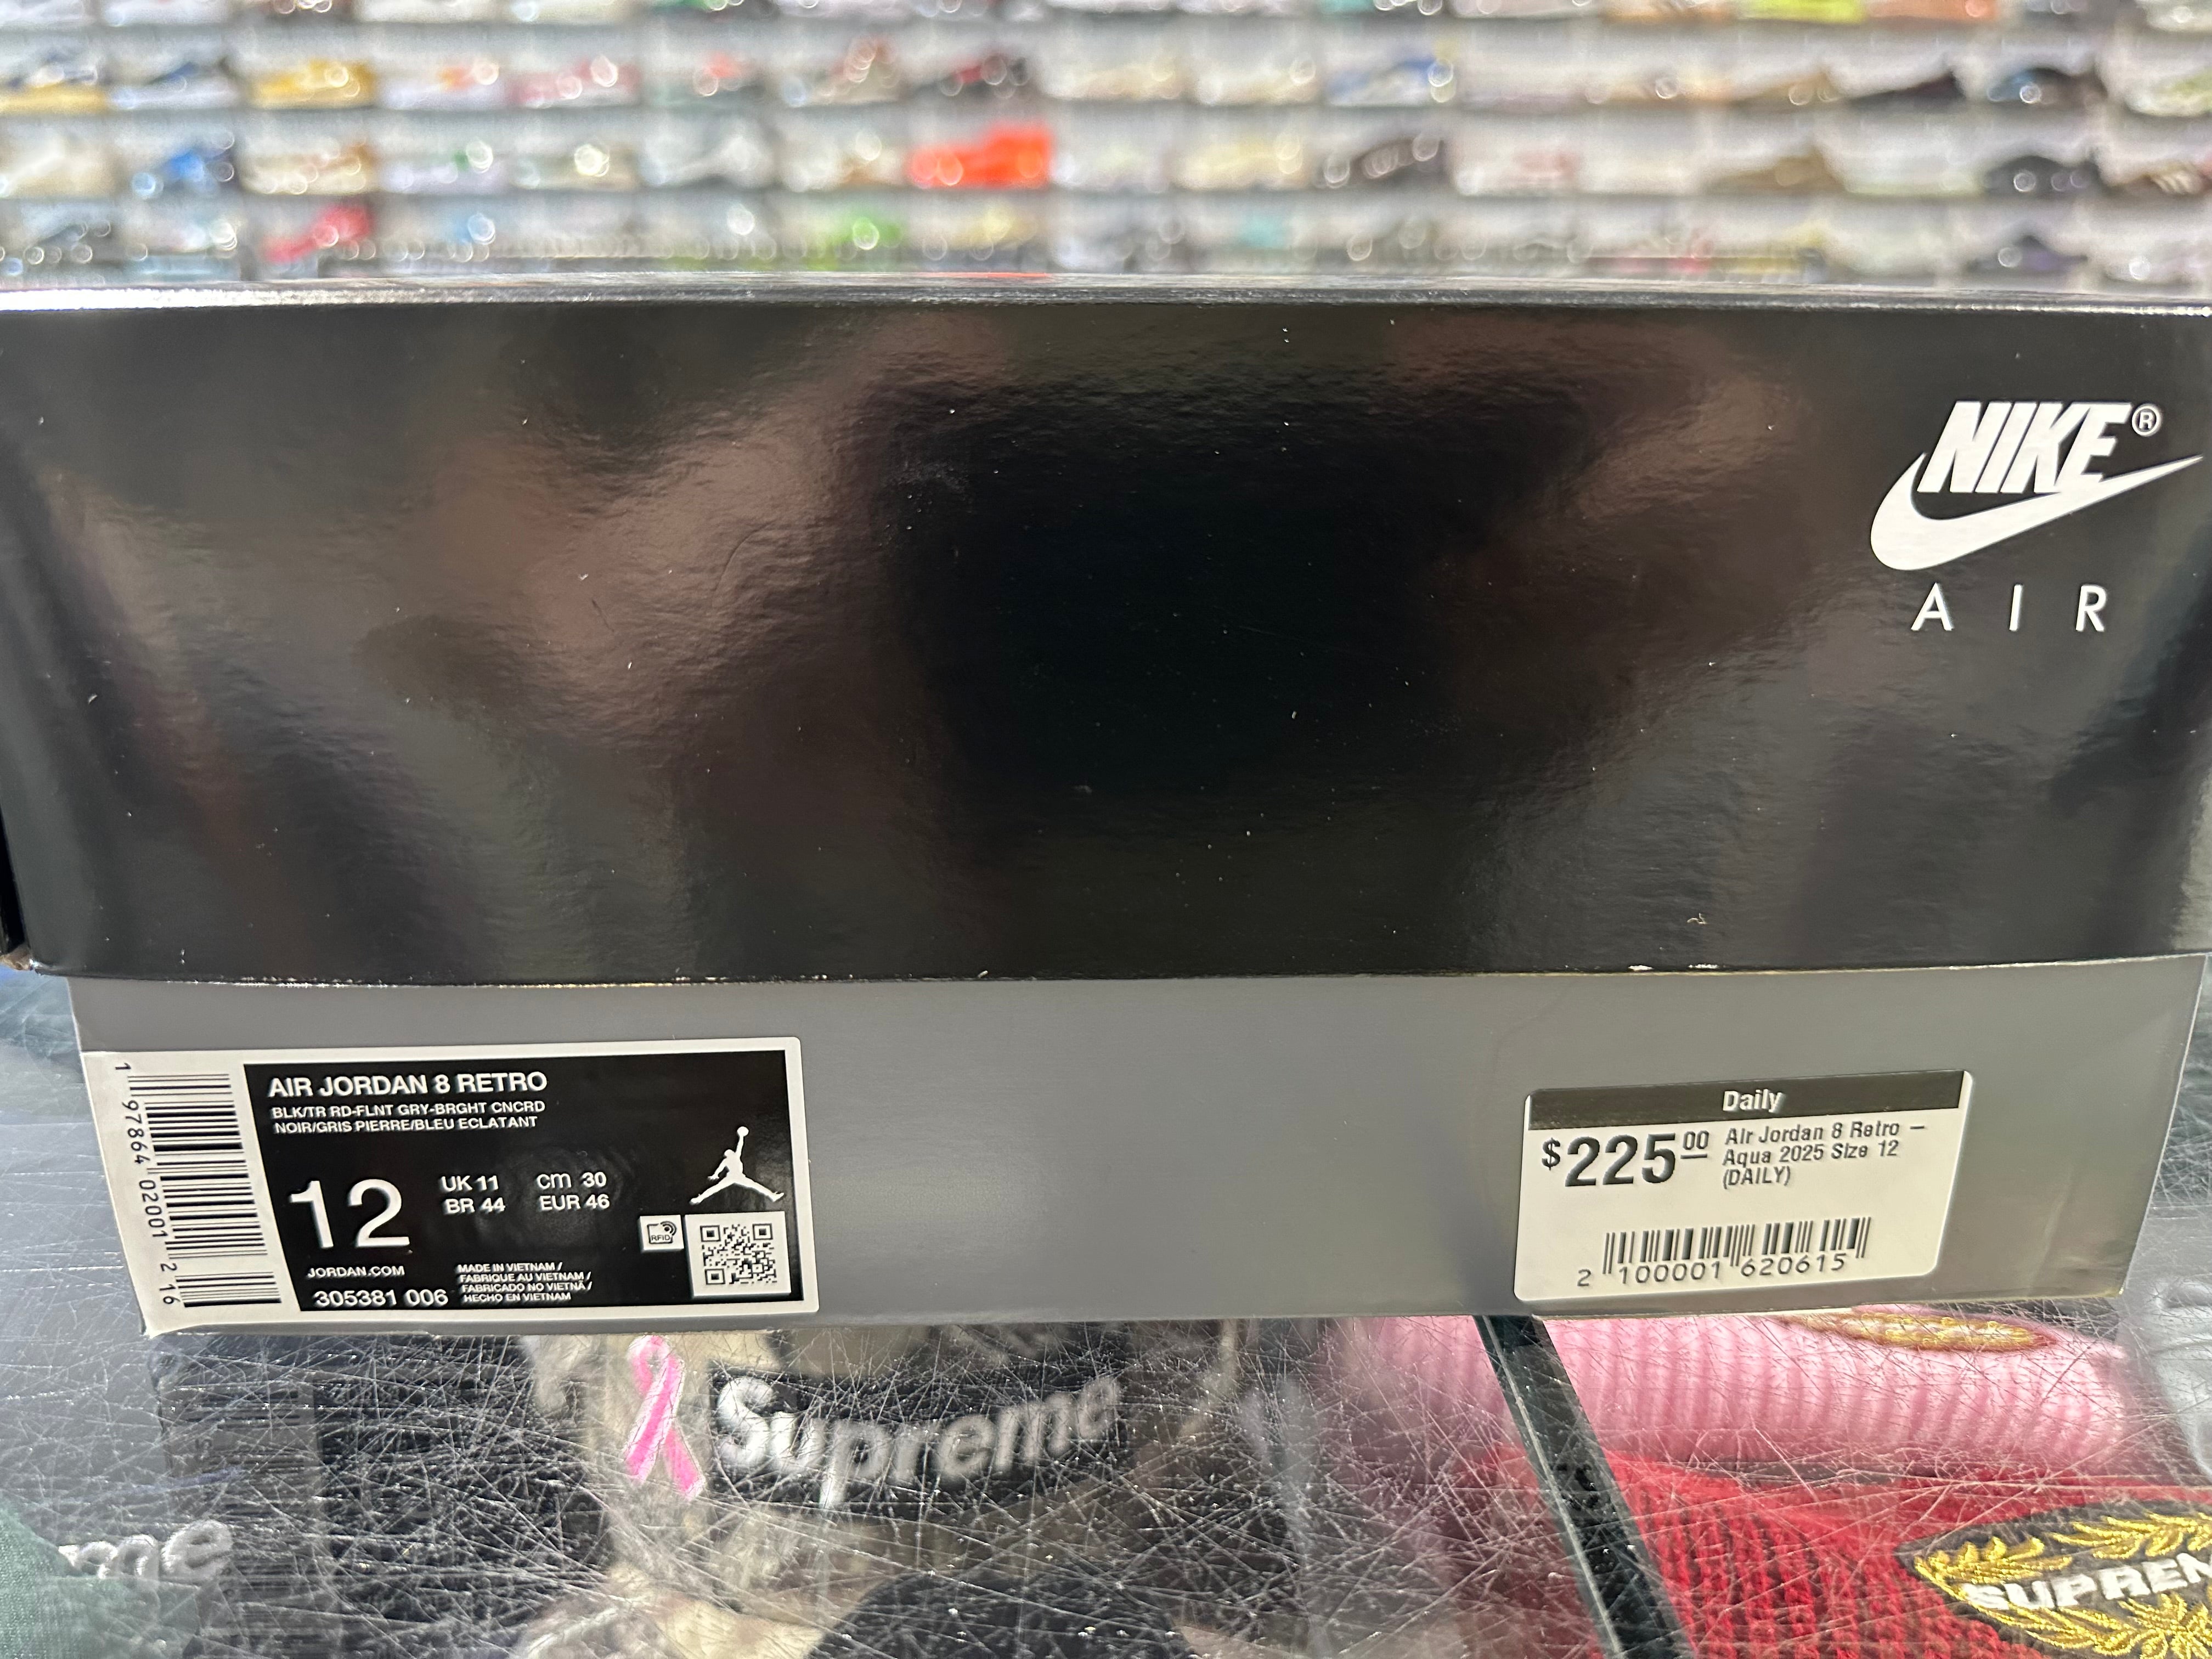 NIKE®
AIR
AIR JORDAN 8 RETRO
BLK/TR RD-FLNT GRY-BRGHT CNCRD
NOIR/GRIS PIERRE/BLEU ECLATANT
12
UK 11 cm 30
BR 44 EUR 46
RFID
JORDAN.COM
305381 006
MADE IN VIETNAM /
FABRIQUE AU VIETNAM /
FABRICADO NO VIETNÃ /
HECHO EN VIETNAM
1 97864 02001 2 16
Daily
$225.00
Air Jordan 8 Retro –
Aqua 2025 Size 12
(DAILY)
2 100001 620615
Supreme
me
SUPREM